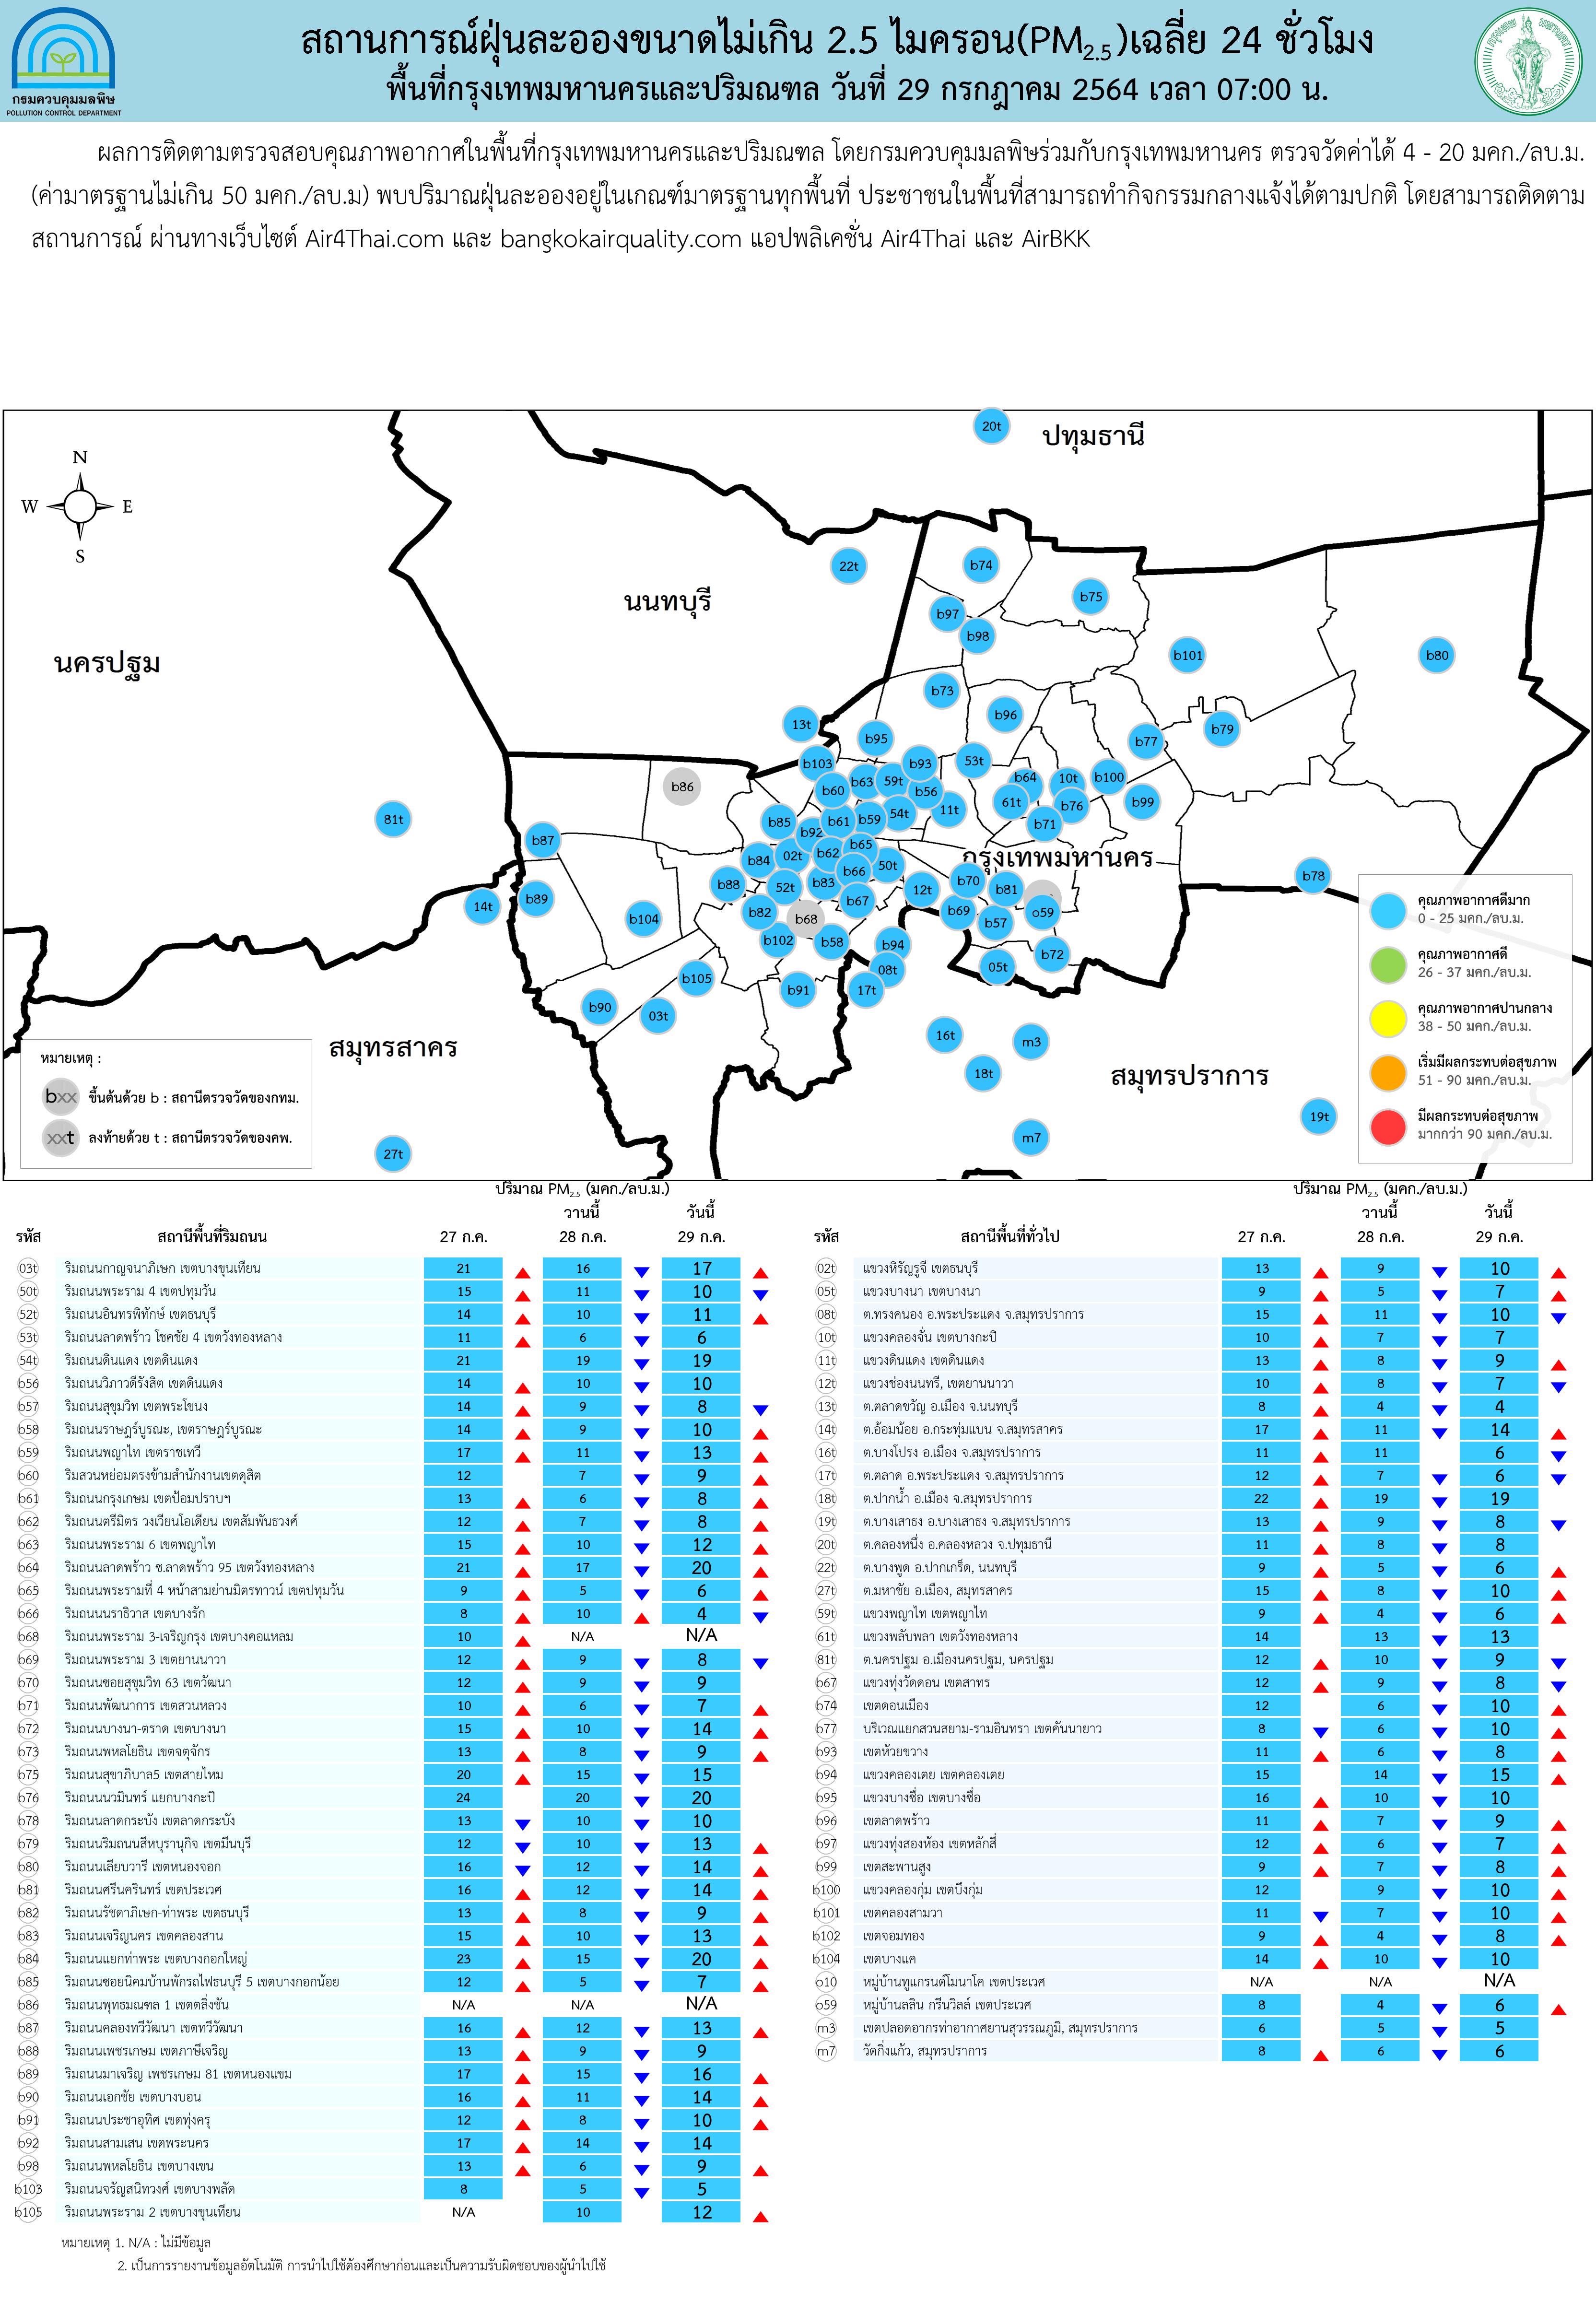 สถานการณ์ฝุ่นละอองขนาดไม่เกิน 2.5 ไมครอน(PM2.5)เฉลี่ย 24 ชั่วโมง
พื้นที่กรุงเทพมหานครและปริมณฑล วันที่ 29 กรกฎาคม 2564 เวลา 07:00 น.
กรมควบคุมมลพิษ
POLLUTION CONTROL DEPARTMENT
ผลการติดตามตรวจสอบคุณภาพอากาศในพื้นที่กรุงเทพมหานครและปริมณฑล โดยกรมควบคุมมลพิษร่วมกับกรุงเทพมหานคร ตรวจวัดค่าได้ 4 - 20 มคก./ลบ.ม.
(ค่ามาตรฐานไม่เกิน 50 มคก./ลบ.ม) พบปริมาณฝุ่นละอองอยู่ในเกณฑ์มาตรฐานทุกพื้นที่ ประชาชนในพื้นที่สามารถทำกิจกรรมกลางแจ้งได้ตามปกติ โดยสามารถติดตาม
สถานการณ์ ผ่านทางเว็บไซต์ Air4Thai.com และ bangkokairquality.com แอปพลิเคชั่น Air4Thai และ AirBKK
N
W E
S
นครปฐม
นนทบุรี
ปทุมธานี
กรุงเทพมหานคร
สมุทรสาคร
สมุทรปราการ
20t
22t
b74
b75
b97
b98
b101
b80
b73
b96
13t
b95
b79
b77
b103
b93
53t
b86
b63
59t
b64
10t
b100
b60
b56
61t
b76
b99
81t
b85
b61
b59
54t
11t
b71
b87
b92
b65
b84
02t
b62
50t
b66
b78
b88
52t
b83
12t
b70
b81
b89
14t
b67
b104
b82
b68
b69
b57
o59
b102
b58
b94
b72
08t
05t
b105
b91
17t
b90
03t
16t
m3
18t
19t
m7
27t
หมายเหตุ :
bxx ขึ้นต้นด้วย b : สถานีตรวจวัดของกทม.
xxt ลงท้ายด้วย t : สถานีตรวจวัดของคพ.
คุณภาพอากาศดีมาก
0 - 25 มคก./ลบ.ม.
คุณภาพอากาศดี
26 - 37 มคก./ลบ.ม.
คุณภาพอากาศปานกลาง
38 - 50 มคก./ลบ.ม.
เริ่มมีผลกระทบต่อสุขภาพ
51 - 90 มคก./ลบ.ม.
มีผลกระทบต่อสุขภาพ
มากกว่า 90 มคก./ลบ.ม.
ปริมาณ PM2.5 (มคก./ลบ.ม.)
วานนี้ วันนี้
รหัส สถานีพื้นที่ริมถนน 27 ก.ค. 28 ก.ค. 29 ก.ค.
03t ริมถนนกาญจนาภิเษก เขตบางขุนเทียน 21 16 17
50t ริมถนนพระราม 4 เขตปทุมวัน 15 11 10
52t ริมถนนอินทรพิทักษ์ เขตธนบุรี 14 10 11
53t ริมถนนลาดพร้าว โชคชัย 4 เขตวังทองหลาง 11 6 6
54t ริมถนนดินแดง เขตดินแดง 21 19 19
b56 ริมถนนวิภาวดีรังสิต เขตดินแดง 14 10 10
b57 ริมถนนสุขุมวิท เขตพระโขนง 14 9 8
b58 ริมถนนราษฎร์บูรณะ, เขตราษฎร์บูรณะ 14 9 10
b59 ริมถนนพญาไท เขตราชเทวี 17 11 13
b60 ริมสวนหย่อมตรงข้ามสำนักงานเขตดุสิต 12 7 9
b61 ริมถนนกรุงเกษม เขตป้อมปราบฯ 13 6 8
b62 ริมถนนตรีมิตร วงเวียนโอเดียน เขตสัมพันธวงศ์ 12 7 8
b63 ริมถนนพระราม 6 เขตพญาไท 15 10 12
b64 ริมถนนลาดพร้าว ซ.ลาดพร้าว 95 เขตวังทองหลาง 21 17 20
b65 ริมถนนพระรามที่ 4 หน้าสามย่านมิตรทาวน์ เขตปทุมวัน 9 5 6
b66 ริมถนนนราธิวาส เขตบางรัก 8 10 4
b68 ริมถนนพระราม 3-เจริญกรุง เขตบางคอแหลม 10 N/A N/A
b69 ริมถนนพระราม 3 เขตยานนาวา 12 9 8
b70 ริมถนนซอยสุขุมวิท 63 เขตวัฒนา 12 9 9
b71 ริมถนนพัฒนาการ เขตสวนหลวง 10 6 7
b72 ริมถนนบางนา-ตราด เขตบางนา 15 10 14
b73 ริมถนนพหลโยธิน เขตจตุจักร 13 8 9
b75 ริมถนนสุขาภิบาล5 เขตสายไหม 20 15 15
b76 ริมถนนนวมินทร์ แยกบางกะปิ 24 20 20
b78 ริมถนนลาดกระบัง เขตลาดกระบัง 13 10 10
b79 ริมถนนริมถนนสีหบุรานุกิจ เขตมีนบุรี 12 10 13
b80 ริมถนนเลียบวารี เขตหนองจอก 16 12 14
b81 ริมถนนศรีนครินทร์ เขตประเวศ 16 12 14
b82 ริมถนนรัชดาภิเษก-ท่าพระ เขตธนบุรี 13 8 9
b83 ริมถนนเจริญนคร เขตคลองสาน 15 10 13
b84 ริมถนนแยกท่าพระ เขตบางกอกใหญ่ 23 15 20
b85 ริมถนนซอยนิคมบ้านพักรถไฟธนบุรี 5 เขตบางกอกน้อย 12 5 7
b86 ริมถนนพุทธมณฑล 1 เขตตลิ่งชัน N/A N/A N/A
b87 ริมถนนคลองทวีวัฒนา เขตทวีวัฒนา 16 12 13
b88 ริมถนนเพชรเกษม เขตภาษีเจริญ 13 9 9
b89 ริมถนนมาเจริญ เพชรเกษม 81 เขตหนองแขม 17 15 16
b90 ริมถนนเอกชัย เขตบางบอน 16 11 14
b91 ริมถนนประชาอุทิศ เขตทุ่งครุ 12 8 10
b92 ริมถนนสามเสน เขตพระนคร 17 14 14
b98 ริมถนนพหลโยธิน เขตบางเขน 13 6 9
b103 ริมถนนจรัญสนิทวงศ์ เขตบางพลัด 8 5 5
b105 ริมถนนพระราม 2 เขตบางขุนเทียน N/A 10 12
ปริมาณ PM2.5 (มคก./ลบ.ม.)
วานนี้ วันนี้
รหัส สถานีพื้นที่ทั่วไป 27 ก.ค. 28 ก.ค. 29 ก.ค.
02t แขวงหิรัญรูจี เขตธนบุรี 13 9 10
05t แขวงบางนา เขตบางนา 9 5 7
08t ต.ทรงคนอง อ.พระประแดง จ.สมุทรปราการ 15 11 10
10t แขวงคลองจั่น เขตบางกะปิ 10 7 7
11t แขวงดินแดง เขตดินแดง 13 8 9
12t แขวงช่องนนทรี, เขตยานนาวา 10 8 7
13t ต.ตลาดขวัญ อ.เมือง จ.นนทบุรี 8 4 4
14t ต.อ้อมน้อย อ.กระทุ่มแบน จ.สมุทรสาคร 17 11 14
16t ต.บางโปรง อ.เมือง จ.สมุทรปราการ 11 11 6
17t ต.ตลาด อ.พระประแดง จ.สมุทรปราการ 12 7 6
18t ต.ปากน้ำ อ.เมือง จ.สมุทรปราการ 22 19 19
19t ต.บางเสาธง อ.บางเสาธง จ.สมุทรปราการ 13 9 8
20t ต.คลองหนึ่ง อ.คลองหลวง จ.ปทุมธานี 11 8 8
22t ต.บางพูด อ.ปากเกร็ด, นนทบุรี 9 5 6
27t ต.มหาชัย อ.เมือง, สมุทรสาคร 15 8 10
59t แขวงพญาไท เขตพญาไท 9 4 6
61t แขวงพลับพลา เขตวังทองหลาง 14 13 13
81t ต.นครปฐม อ.เมืองนครปฐม, นครปฐม 12 10 9
b67 แขวงทุ่งวัดดอน เขตสาทร 12 9 8
b74 เขตดอนเมือง 12 6 10
b77 บริเวณแยกสวนสยาม-รามอินทรา เขตคันนายาว 8 6 10
b93 เขตห้วยขวาง 11 6 8
b94 แขวงคลองเตย เขตคลองเตย 15 14 15
b95 แขวงบางซื่อ เขตบางซื่อ 16 10 10
b96 เขตลาดพร้าว 11 7 9
b97 แขวงทุ่งสองห้อง เขตหลักสี่ 12 6 7
b99 เขตสะพานสูง 9 7 8
b100 แขวงคลองกุ่ม เขตบึงกุ่ม 12 9 10
b101 เขตคลองสามวา 11 7 10
b102 เขตจอมทอง 9 4 8
b104 เขตบางแค 14 10 10
o10 หมู่บ้านทูแกรนด์โมนาโค เขตประเวศ N/A N/A N/A
o59 หมู่บ้านลลิน กรีนวิลล์ เขตประเวศ 8 4 6
m3 เขตปลอดอากรท่าอากาศยานสุวรรณภูมิ, สมุทรปราการ 6 5 5
m7 วัดกิ่งแก้ว, สมุทรปราการ 8 6 6
หมายเหตุ 1. N/A : ไม่มีข้อมูล
2. เป็นการรายงานข้อมูลอัตโนมัติ การนำไปใช้ต้องศึกษาก่อนและเป็นความรับผิดชอบของผู้นำไปใช้